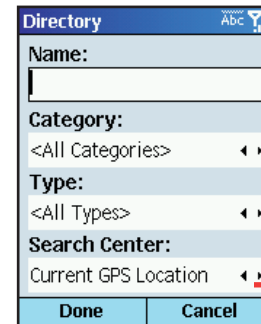 Directory Abc
Name:
Category:
<All Categories>
Type:
<All Types>
Search Center:
Current GPS Location
Done Cancel